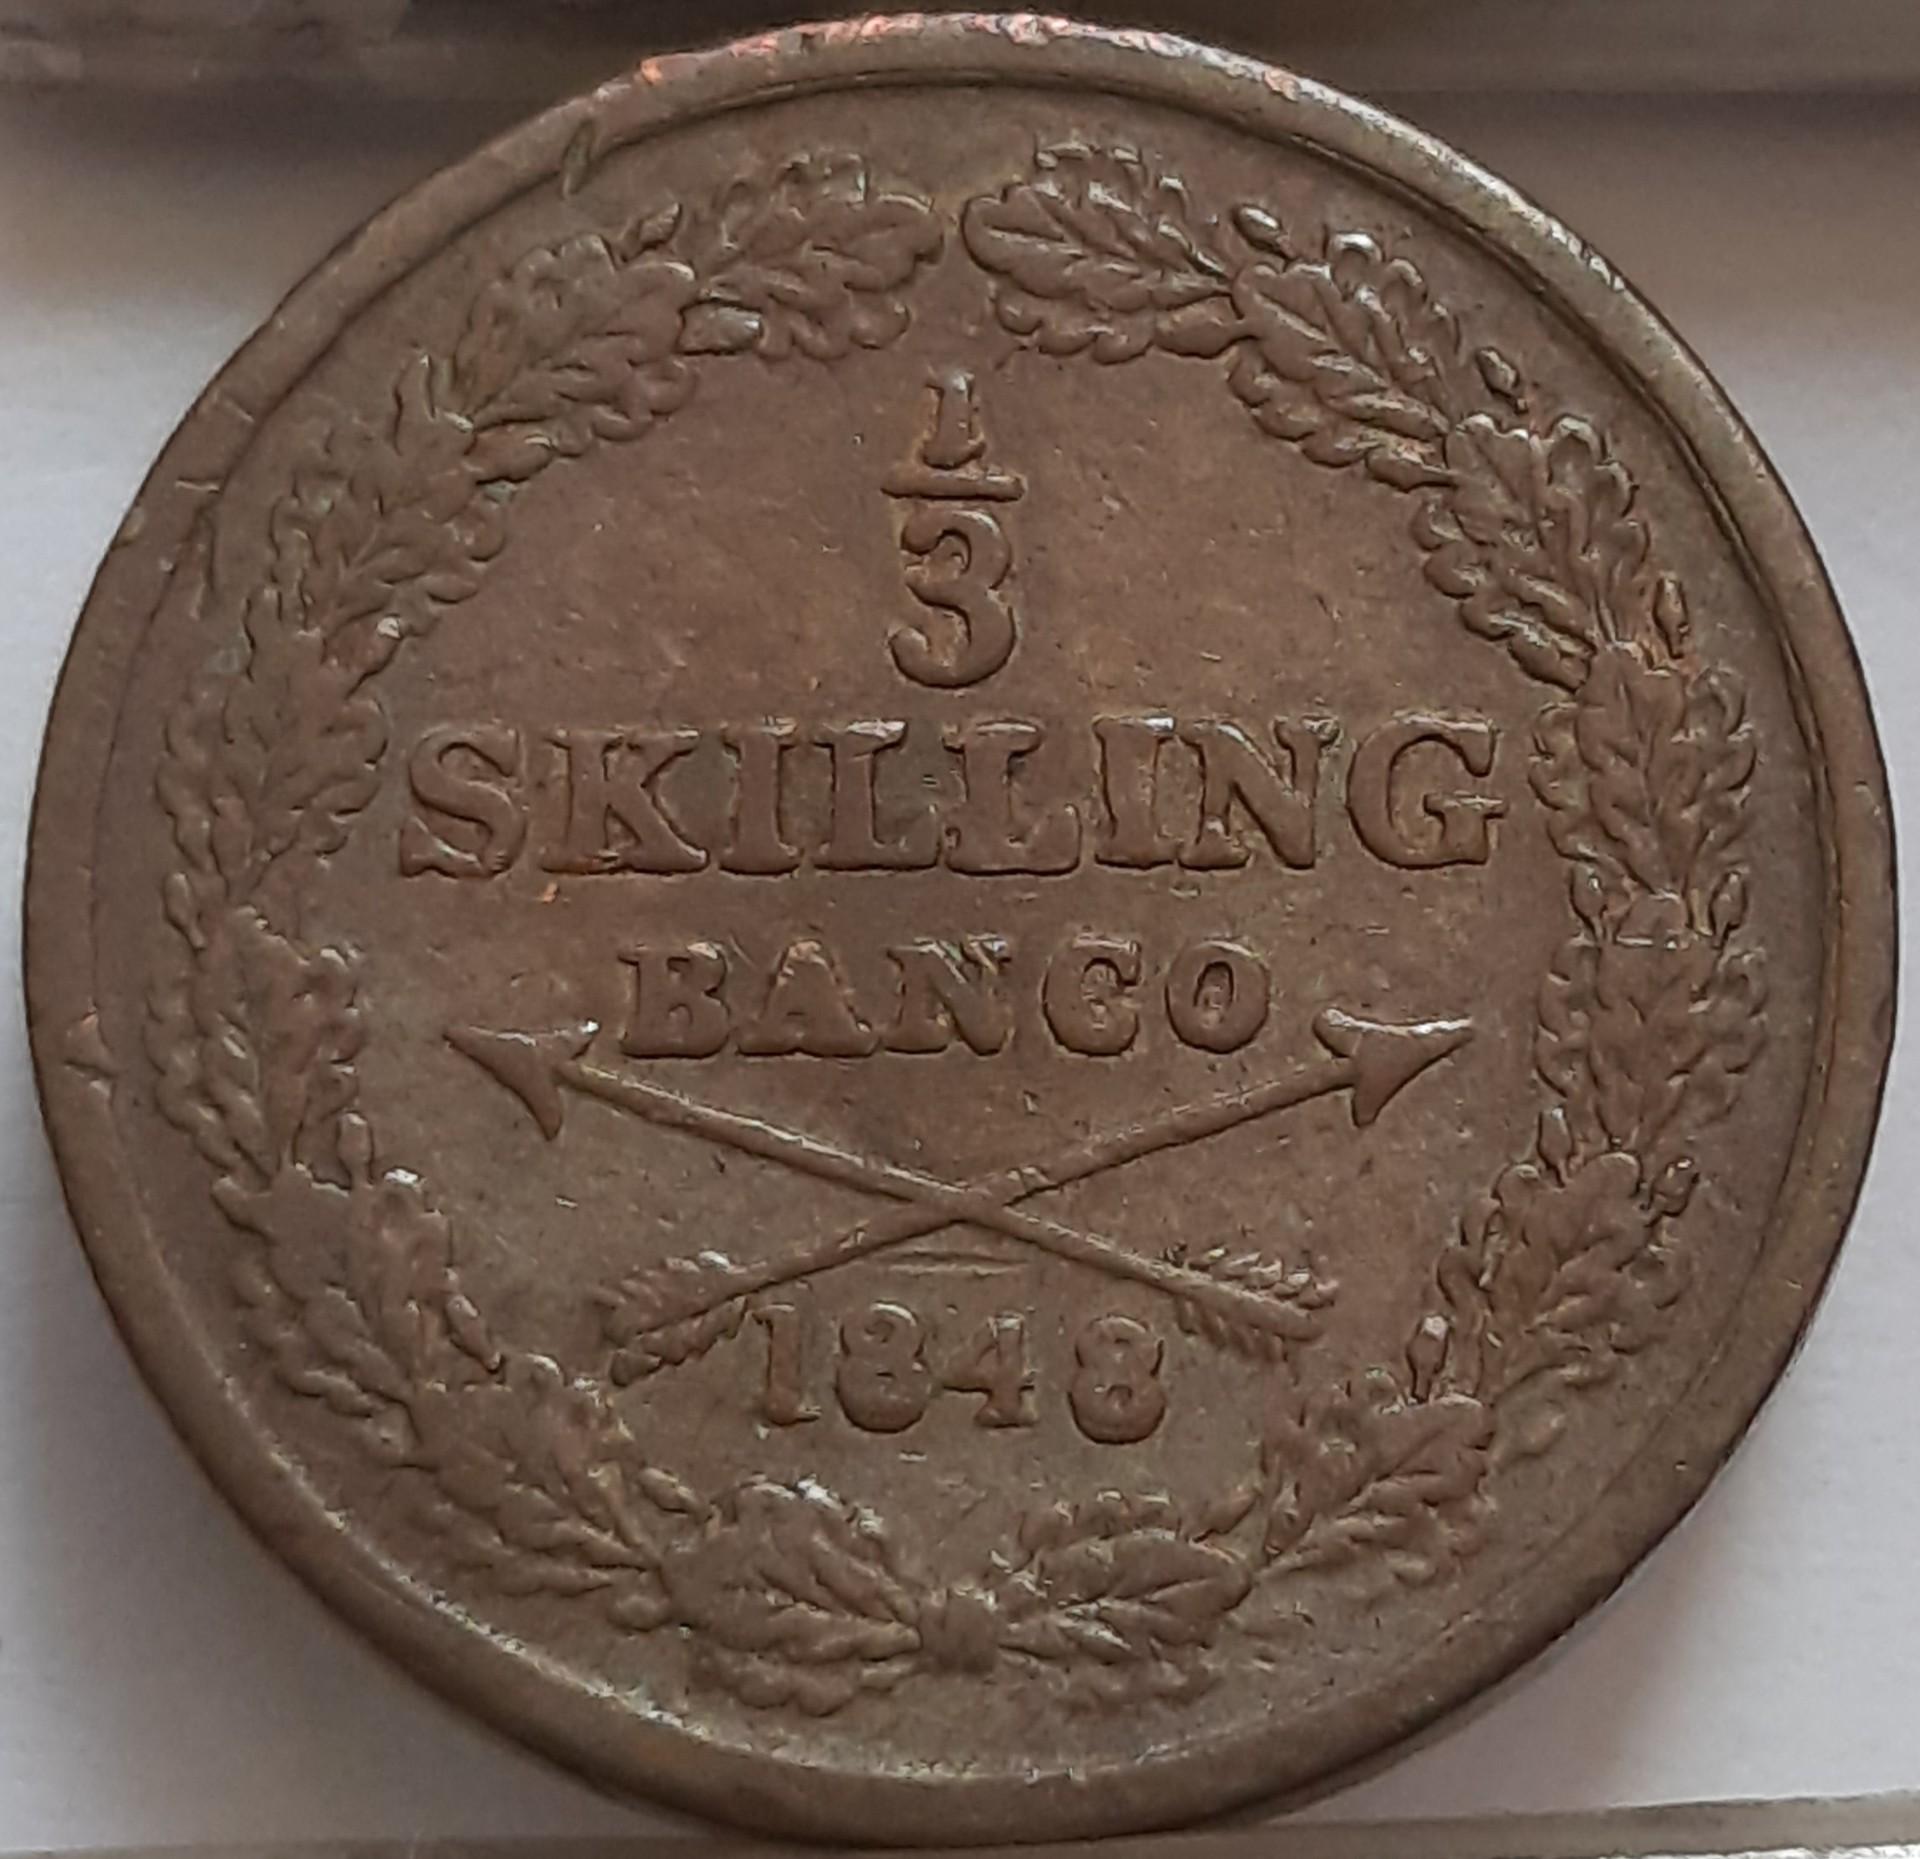 1/3
SKILLING
BANCO
1848